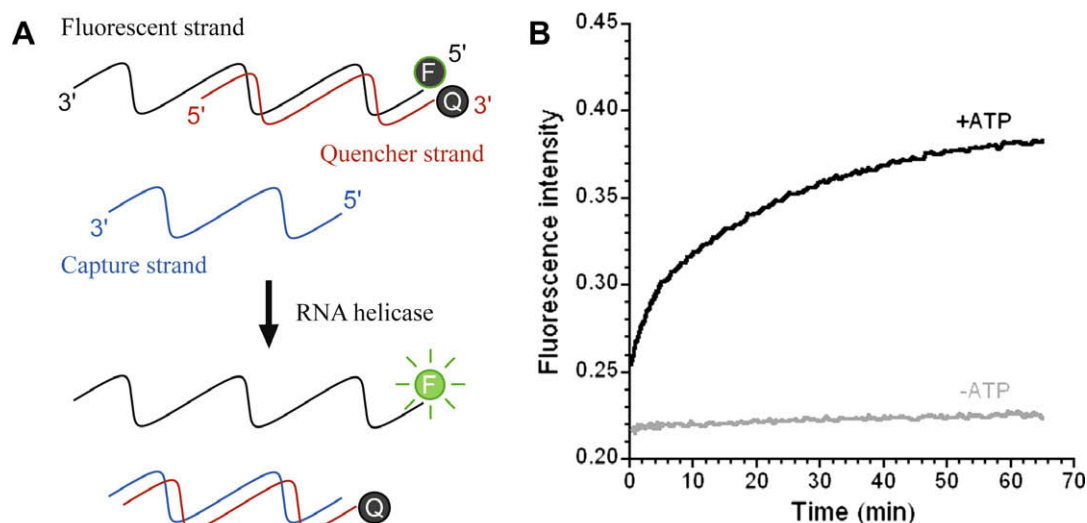 A
Fluorescent strand
F
5'
3'
5'
Q
3'
Quencher strand
3'
5'
Capture strand
RNA helicase
F
Q
B
Fluorescence intensity
0.45
0.40
0.35
0.30
0.25
0.20
+ATP
-ATP
0 10 20 30 40 50 60 70
Time (min)